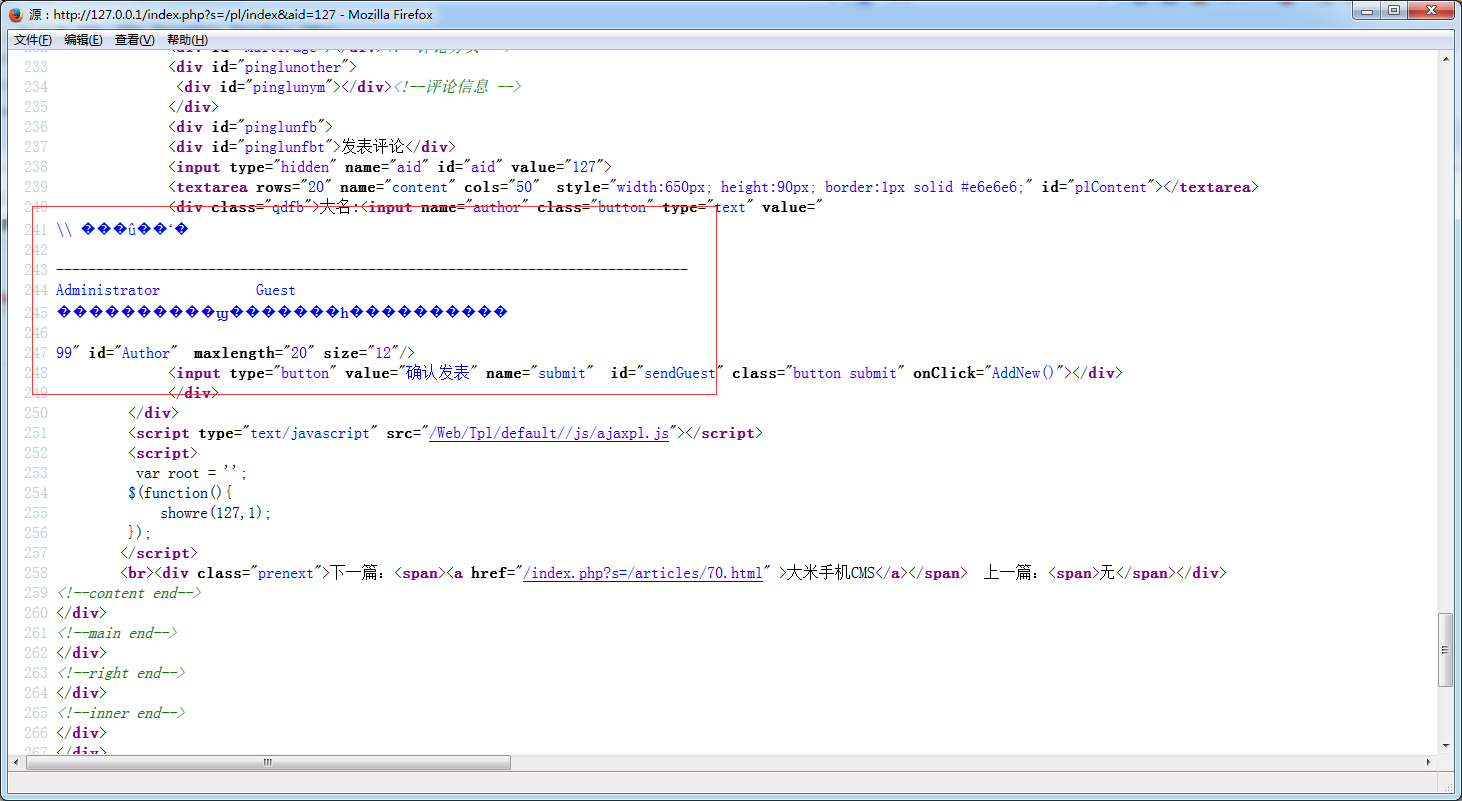 源 : http://127.0.0.1/index.php?s=/pl/index&aid=127 - Mozilla Firefox
文件(F) 编辑(E) 查看(V) 帮助(H)
233 <div id="pinglunother">
234 <div id="pinglunym"></div><!--评论信息 -->
235 </div>
236 <div id="pinglunfb">
237 <div id="pinglunfbt">发表评论</div>
238 <input type="hidden" name="aid" id="aid" value="127">
239 <textarea rows="20" name="content" cols="50"  style="width:650px; height:90px; border:1px solid #e6e6e6;" id="plContent"></textarea>
240 <div class="qdfb">大名:<input name="author" class="button" type="text" value="
241 \\ ���û��ʻ�
242
243 -------------------------------------------------------------------------------
244 Administrator            Guest
245 ����������ɰ�������һ����������
246
247 99" id="Author"  maxlength="20" size="12"/>
248 <input type="button" value="确认发表" name="submit"  id="sendGuest" class="button submit" onClick="AddNew()"></div>
249 </div>
250 </div>
251 <script type="text/javascript" src="/Web/Tpl/default//js/ajaxpl.js"></script>
252 <script>
253 var root = '';
254 $(function(){
255 showre(127,1);
256 });
257 </script>
258 <br><div class="prenext">下一篇：<span><a href="/index.php?s=/articles/70.html" >大米手机CMS</a></span>  上一篇：<span>无</span></div>
259 <!--content end-->
260 </div>
261 <!--main end-->
262 </div>
263 <!--right end-->
264 </div>
265 <!--inner end-->
266 </div>
267 </div>